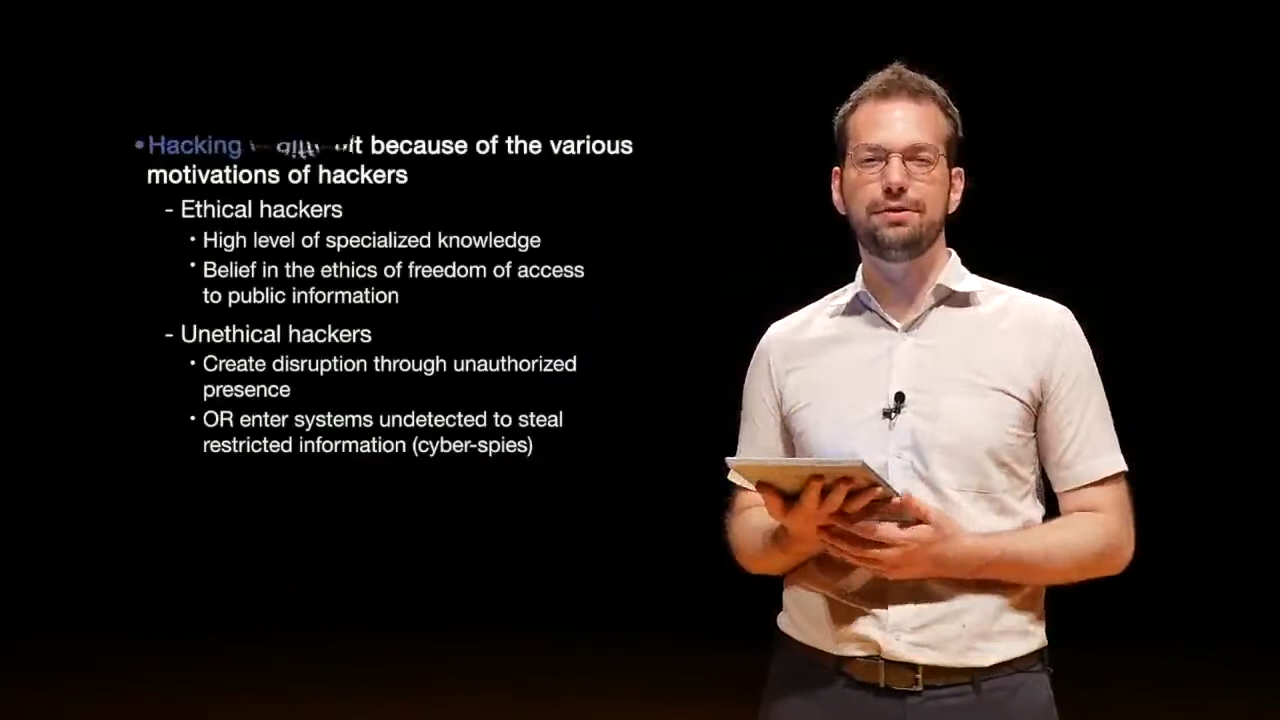 •Hacking because of the various
motivations of hackers
- Ethical hackers
• High level of specialized knowledge
• Belief in the ethics of freedom of access
to public information
- Unethical hackers
• Create disruption through unauthorized
presence
• OR enter systems undetected to steal
restricted information (cyber-spies)